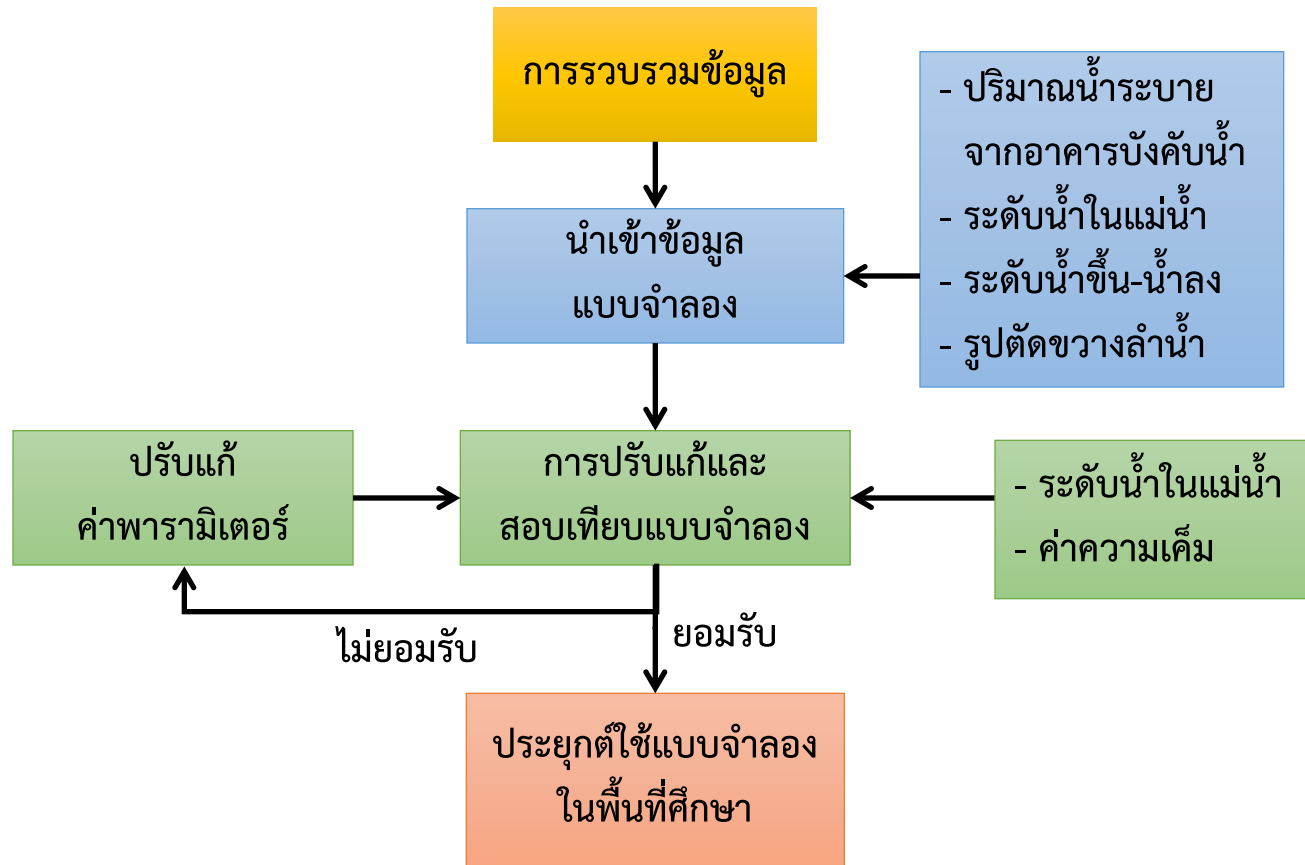 การรวบรวมข้อมูล
- ปริมาณน้ำระบาย
จากอาคารบังคับน้ำ
- ระดับน้ำในแม่น้ำ
- ระดับน้ำขึ้น-น้ำลง
- รูปตัดขวางลำน้ำ
นำเข้าข้อมูล
แบบจำลอง
ปรับแก้
ค่าพารามิเตอร์
การปรับแก้และ
สอบเทียบแบบจำลอง
- ระดับน้ำในแม่น้ำ
- ค่าความเค็ม
ไม่ยอมรับ
ยอมรับ
ประยุกต์ใช้แบบจำลอง
ในพื้นที่ศึกษา